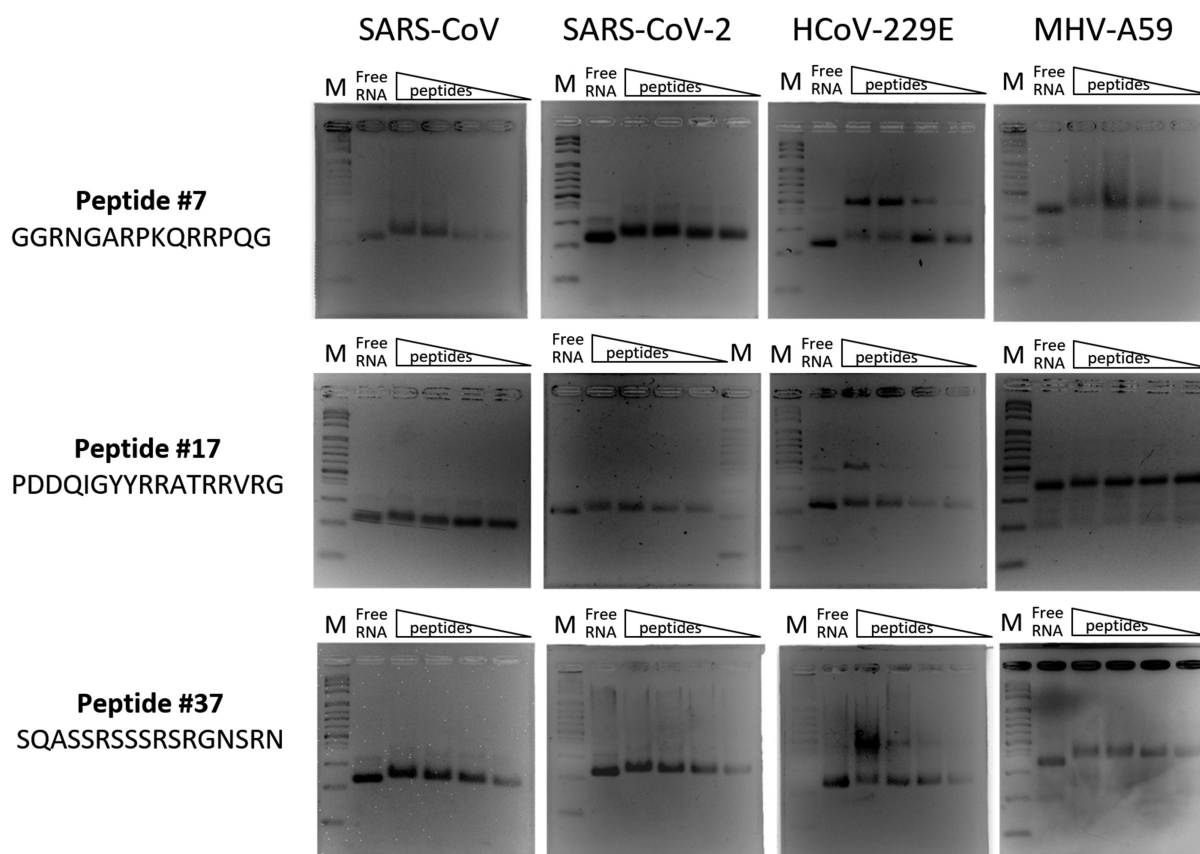 SARS-CoV SARS-CoV-2 HCoV-229E MHV-A59
M Free RNA peptides M Free RNA peptides M Free RNA peptides M Free RNA peptides
Peptide #7
GGRNGARPKQRRPQG
M Free RNA peptides Free RNA peptides M M Free RNA peptides M Free RNA peptides
Peptide #17
PDDQIGYYRRATRRVRG
M Free RNA peptides M Free RNA peptides M Free RNA peptides M Free RNA peptides
Peptide #37
SQASSRSSSRSRGNSRN